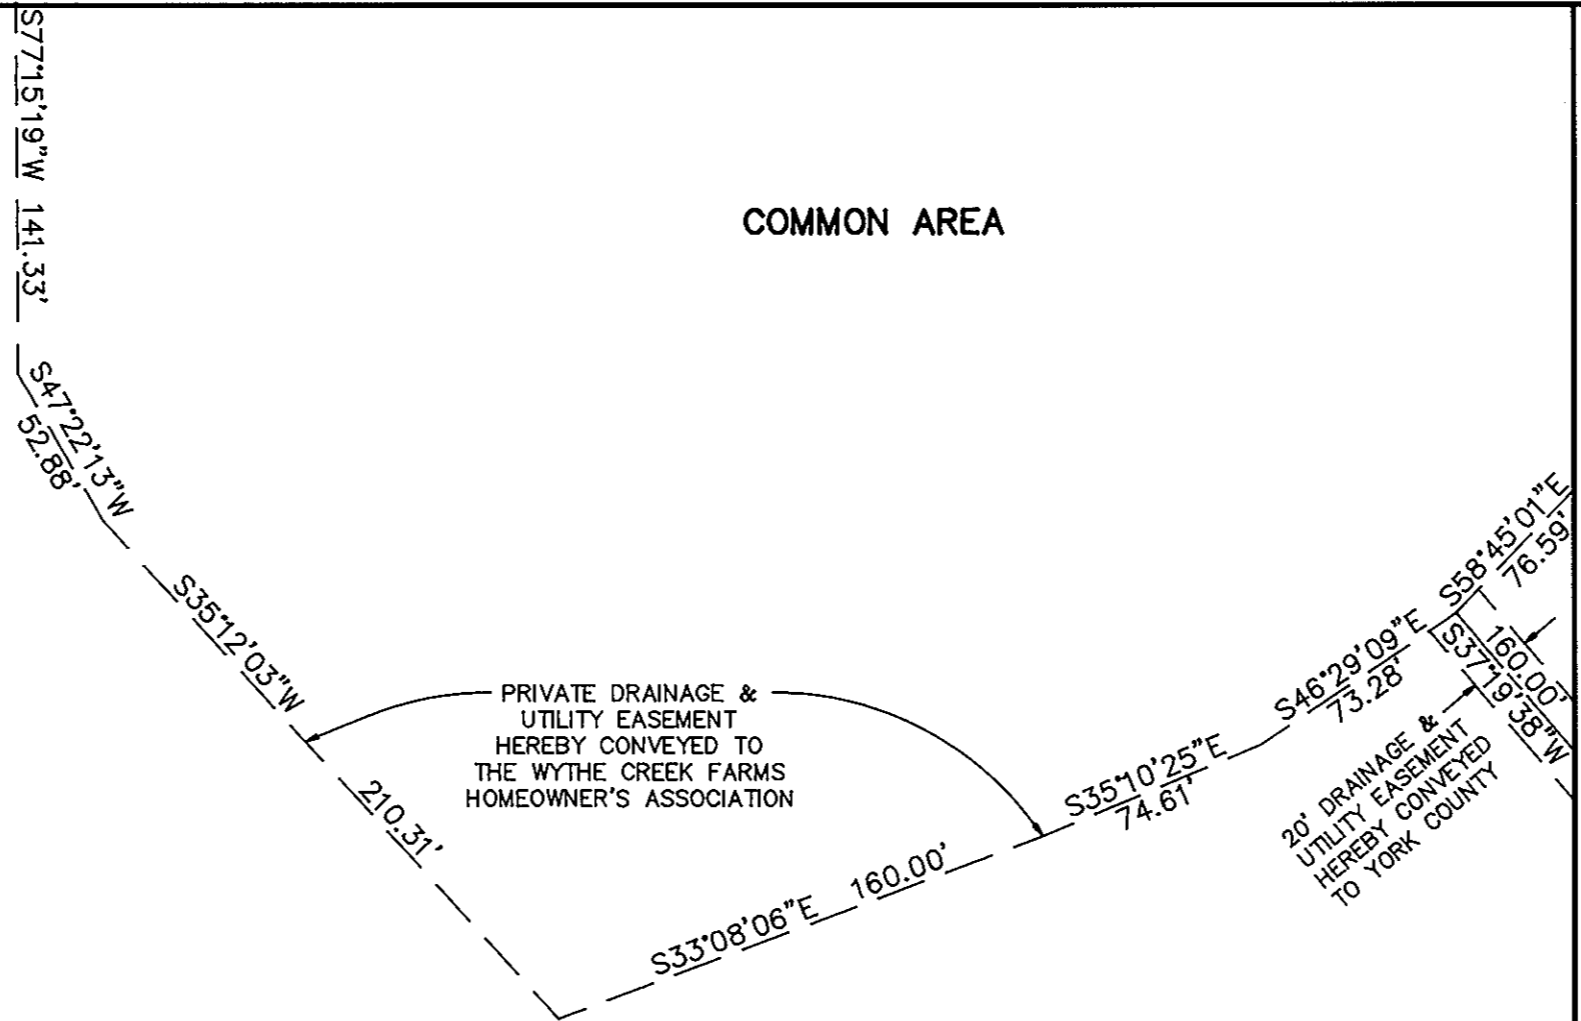 S77°15'19"W 141.33'
COMMON AREA
S47°22'13"W
52.88'
S35°12'03"W
210.31'
PRIVATE DRAINAGE &
UTILITY EASEMENT
HEREBY CONVEYED TO
THE WYTHE CREEK FARMS
HOMEOWNER'S ASSOCIATION
S33°08'06"E 160.00'
S35°10'25"E
74.61'
S46°29'09"E
73.28'
S58°45'01"E
76.59'
160.00'
S37°19'38"W
20' DRAINAGE &
UTILITY EASEMENT
HEREBY CONVEYED
TO YORK COUNTY